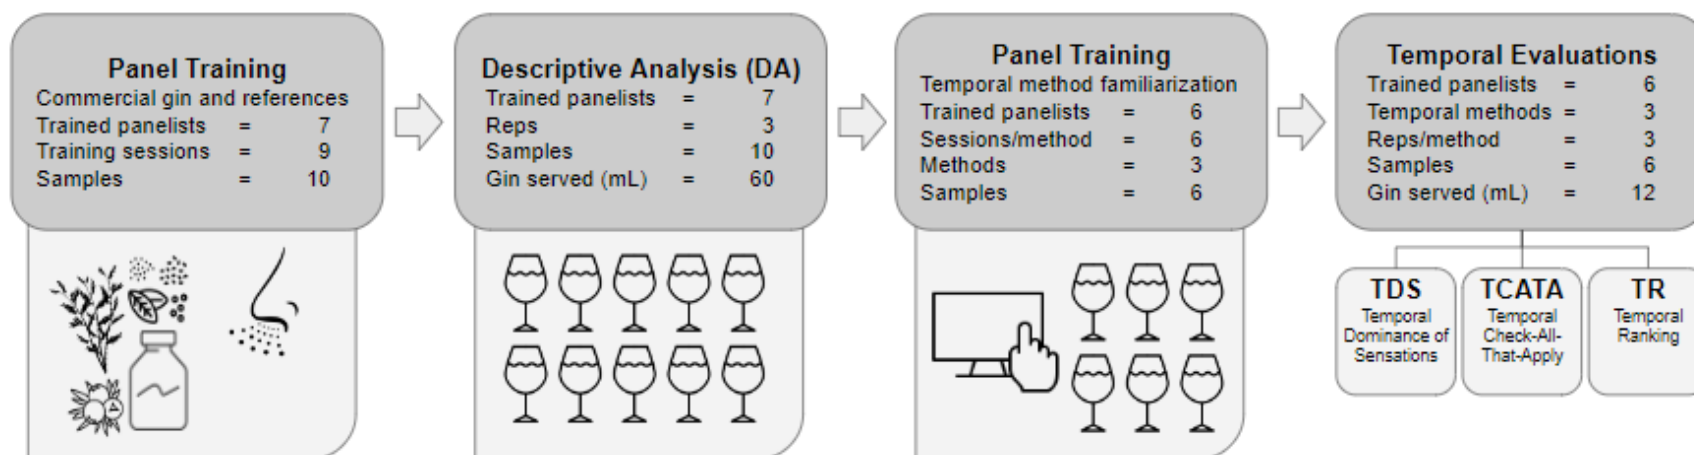 Panel Training
Commercial gin and references
Trained panelists = 7
Training sessions = 9
Samples = 10
Descriptive Analysis (DA)
Trained panelists = 7
Reps = 3
Samples = 10
Gin served (mL) = 60
Panel Training
Temporal method familiarization
Trained panelists = 6
Sessions/method = 6
Methods = 3
Samples = 6
Temporal Evaluations
Trained panelists = 6
Temporal methods = 3
Reps/method = 3
Samples = 6
Gin served (mL) = 12
TDS
Temporal
Dominance of
Sensations
TCATA
Temporal
Check-All-
That-Apply
TR
Temporal
Ranking